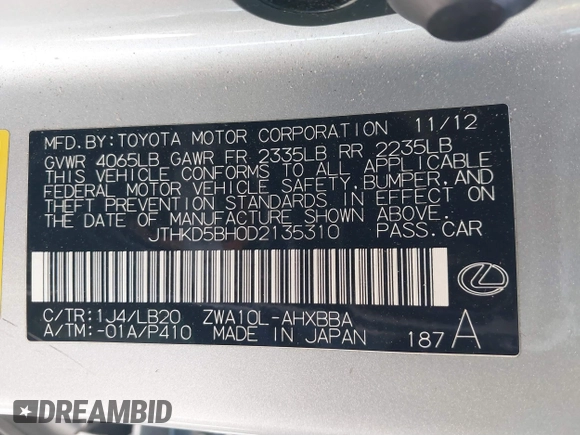 MFD.BY:TOYOTA MOTOR CORPORATION 11/12
GVWR 4065LB GAWR FR 2335LB RR 2235LB
THIS VEHICLE CONFORMS TO ALL APPLICABLE
FEDERAL MOTOR VEHICLE SAFETY,BUMPER,AND
THEFT PREVENTION STANDARDS IN EFFECT ON
THE DATE OF MANUFACTURE SHOWN ABOVE.
JTHKD5BH0D2135310 PASS.CAR
C/TR:1J4/LB20 ZWA10L-AHXBBA
A/TM:-01A/P410 MADE IN JAPAN 187 A
DREAMBID